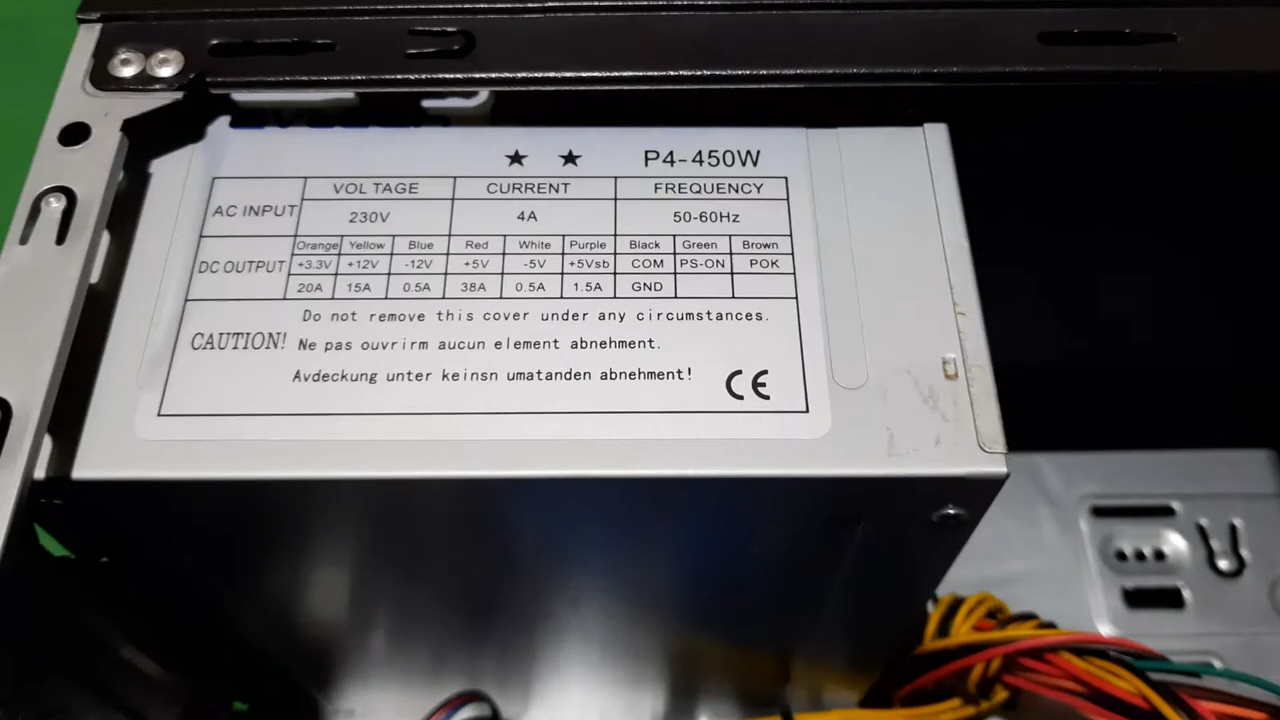 ★ ★ P4-450W
VOL TAGE CURRENT FREQUENCY
AC INPUT 230V 4A 50-60Hz
Orange Yellow Blue Red White Purple Black Green Brown
DC OUTPUT +3.3V +12V -12V +5V -5V +5Vsb COM PS-ON POK
20A 15A 0.5A 38A 0.5A 1.5A GND
Do not remove this cover under any circumstances.
CAUTION! Ne pas ouvrirm aucun element abnehment.
Avdeckung unter keinsn umatanden abnehment!
CE